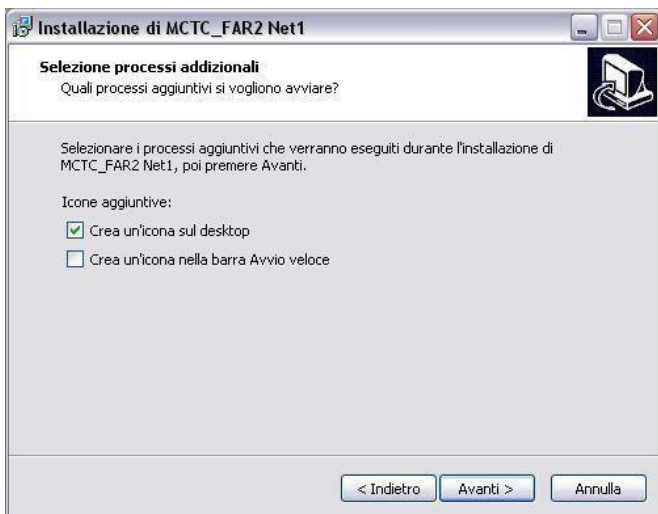 Installazione di MCTC_FAR2 Net1
Selezione processi addizionali
Quali processi aggiuntivi si vogliono avviare?
Selezionare i processi aggiuntivi che verranno eseguiti durante l'installazione di
MCTC_FAR2 Net1, poi premere Avanti.
Icone aggiuntive:
Crea un'icona sul desktop
Crea un'icona nella barra Avvio veloce
< Indietro
Avanti >
Annulla